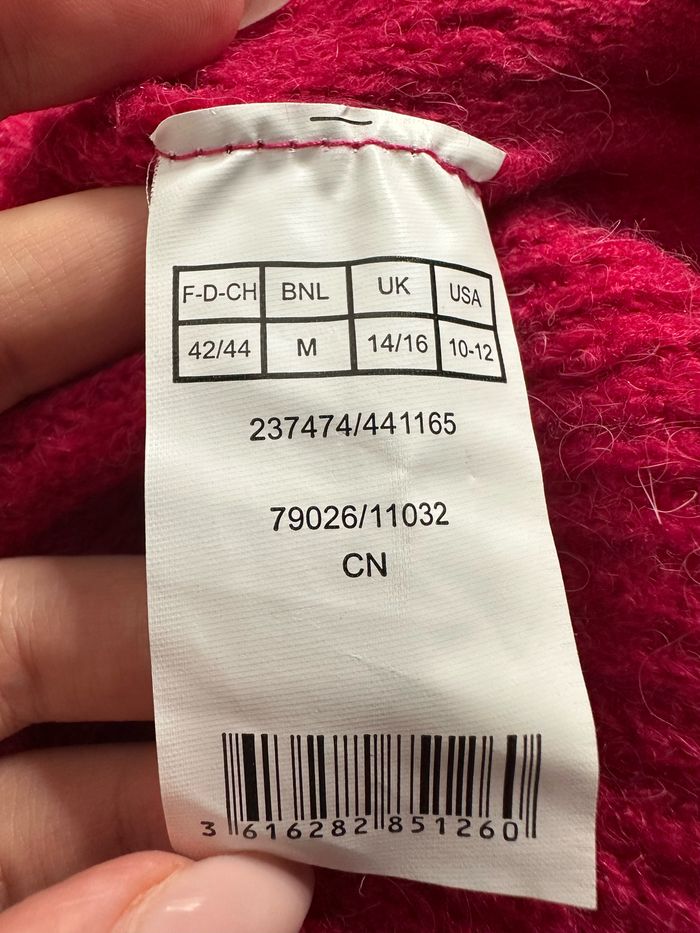 F-D-CH BNL UK USA
42/44 M 14/16 10-12
237474/441165
79026/11032
CN
3 616282 851260